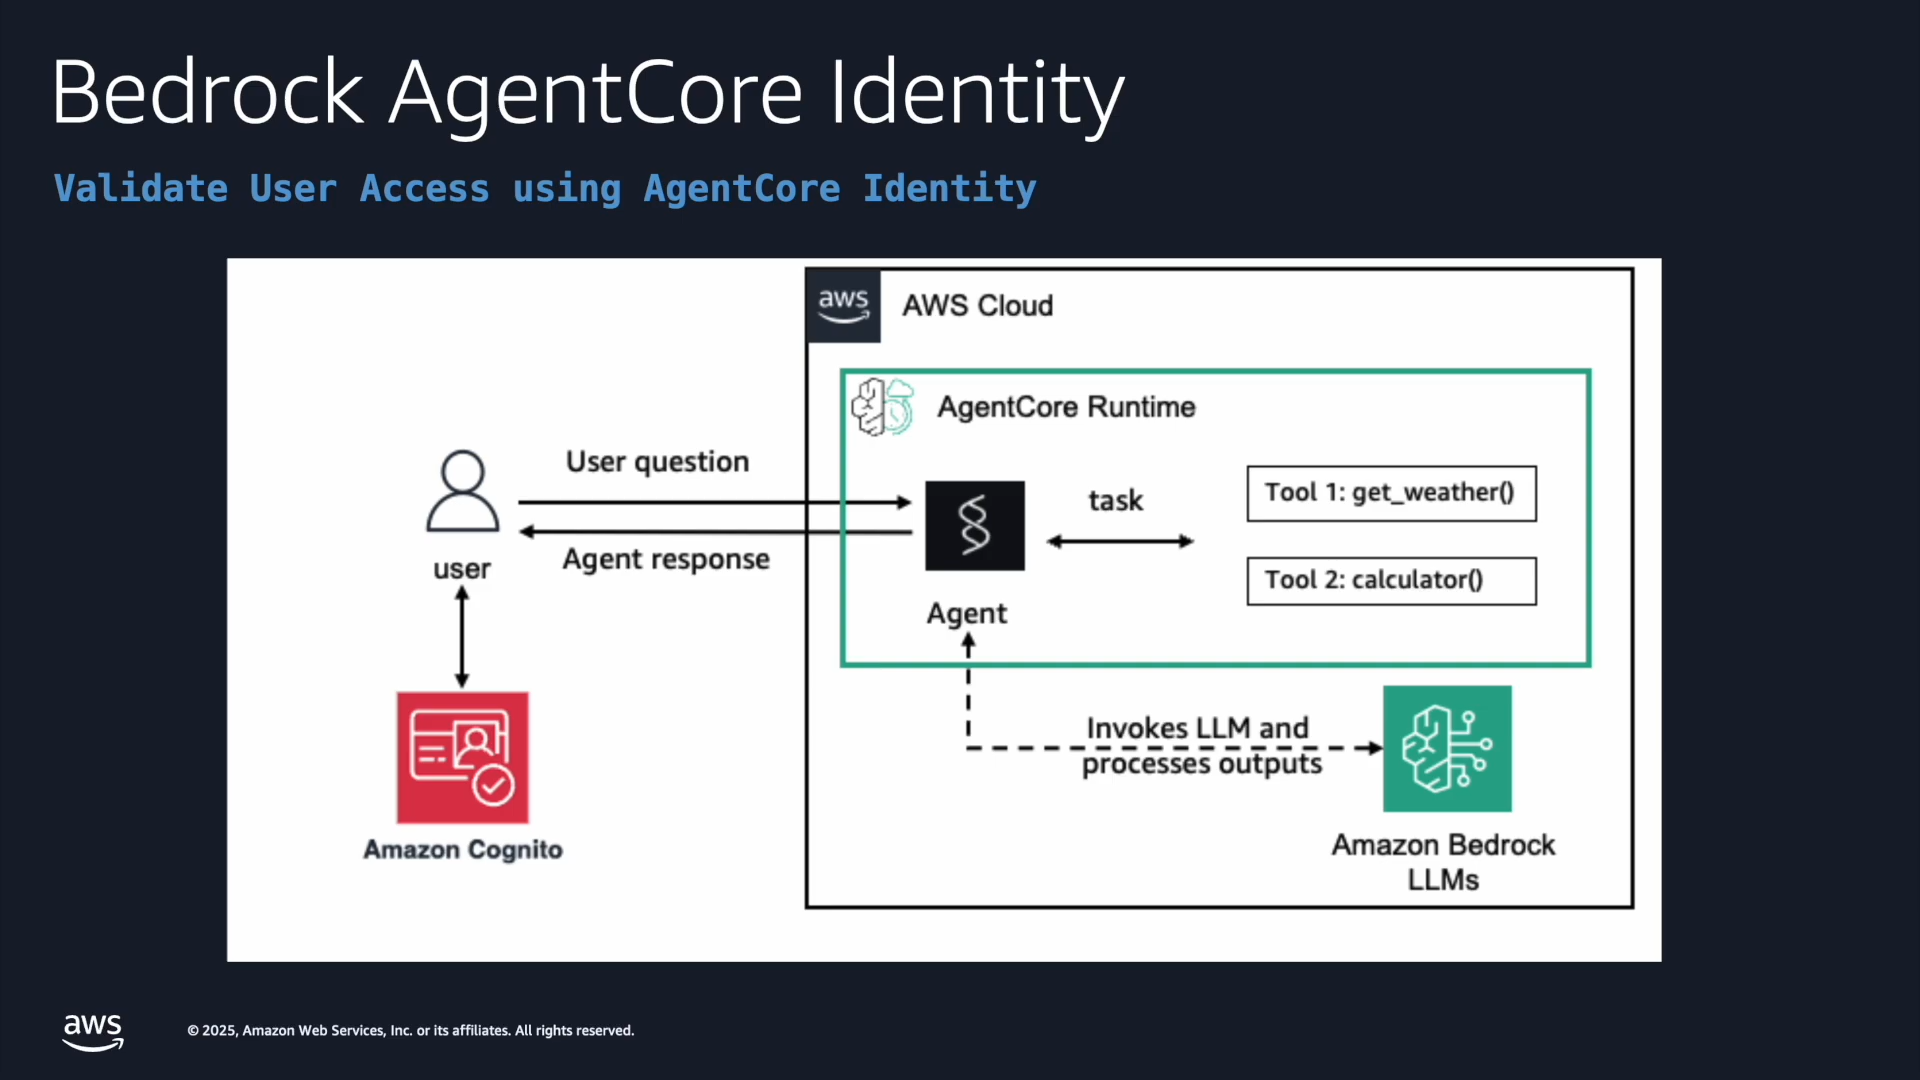 Bedrock AgentCore Identity
Validate User Access using AgentCore Identity
aws
AWS Cloud
AgentCore Runtime
User question
Agent response
user
task
Tool 1: get_weather()
Tool 2: calculator()
Agent
Invokes LLM and
processes outputs
Amazon Cognito
Amazon Bedrock
LLMs
aws
© 2025, Amazon Web Services, Inc. or its affiliates. All rights reserved.